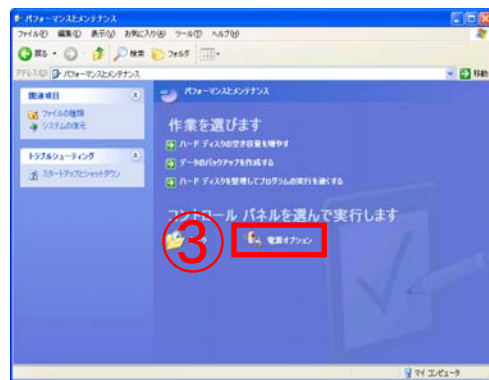 パフォーマンスとメンテナンス
ファイル(F) 編集(E) 表示(V) お気に入り(A) ツール(T) ヘルプ(H)
戻る 検索 フォルダ
アドレス(D) パフォーマンスとメンテナンス 移動
関連項目
ファイルの種類
システムの復元
トラブルシューティング
スタートアップとシャットダウン
パフォーマンスとメンテナンス
作業を選びます
ハード ディスクの空き容量を増やす
データのバックアップを作成する
ハード ディスクを整理してプログラムの実行を速くする
コントロール パネルを選んで実行します
③
電源オプション
マイ コンピュータ